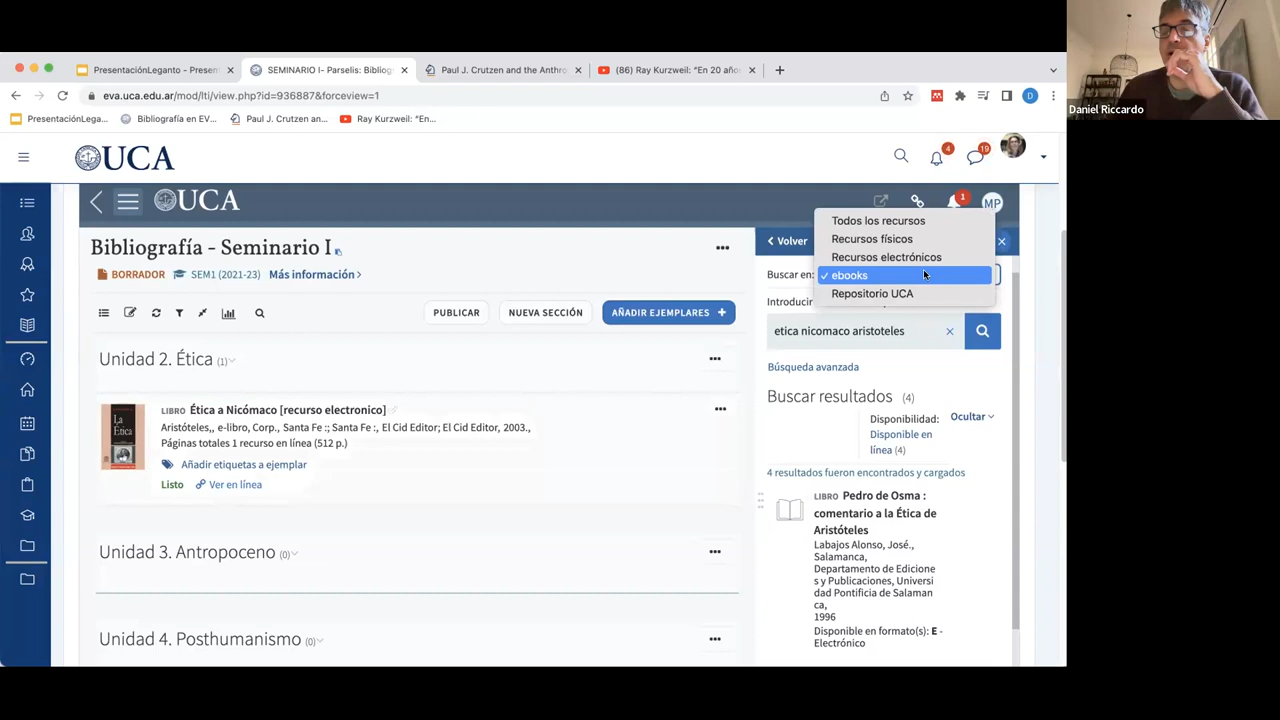 PresentaciónLeganto - Presen
SEMINARIO I- Parselis: Bibliog
Paul J. Crutzen and the Anthro
(86) Ray Kurzweil: "En 20 año
eva.uca.edu.ar/mod/lti/view.php?id=936887&forceview=1
PresentaciónLega...
Bibliografía en EV...
Paul J. Crutzen an...
Ray Kurzweil: "En...
UCA
4
19
UCA
1
MP
Bibliografía - Seminario I
BORRADOR
SEM1 (2021-23)
Más información
PUBLICAR
NUEVA SECCIÓN
AÑADIR EJEMPLARES +
Unidad 2. Ética (1)
LIBRO Ética a Nicómaco [recurso electronico]
Aristóteles,, e-libro, Corp., Santa Fe :; Santa Fe :, El Cid Editor; El Cid Editor, 2003.,
Páginas totales 1 recurso en línea (512 p.)
Añadir etiquetas a ejemplar
Listo
Ver en línea
Unidad 3. Antropoceno (0)
Unidad 4. Posthumanismo (0)
Volver
Todos los recursos
Recursos físicos
Recursos electrónicos
Buscar en:
✓ ebooks
Repositorio UCA
Introducir
etica nicomaco aristoteles
Búsqueda avanzada
Buscar resultados (4)
Disponibilidad:
Disponible en
línea (4)
Ocultar
4 resultados fueron encontrados y cargados
LIBRO Pedro de Osma :
comentario a la Ética de
Aristóteles
Labajos Alonso, José.,
Salamanca,
Departamento de Edicione
s y Publicaciones, Universi
dad Pontificia de Salaman
ca,
1996
Disponible en formato(s): E -
Electrónico
Daniel Riccardo